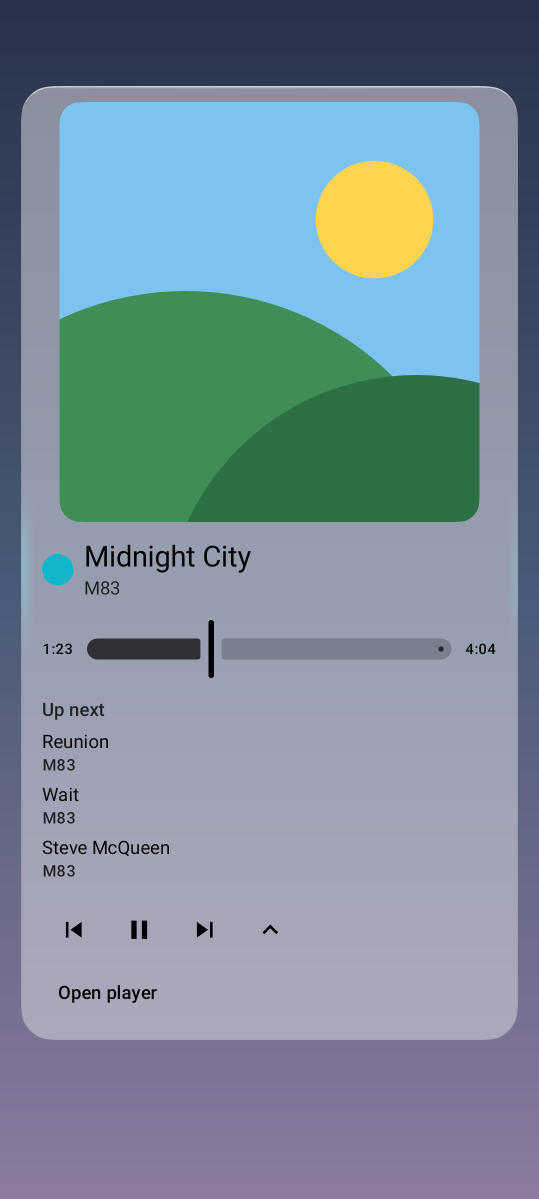 Midnight City
M83
1:23
4:04
Up next
Reunion
M83
Wait
M83
Steve McQueen
M83
Open player